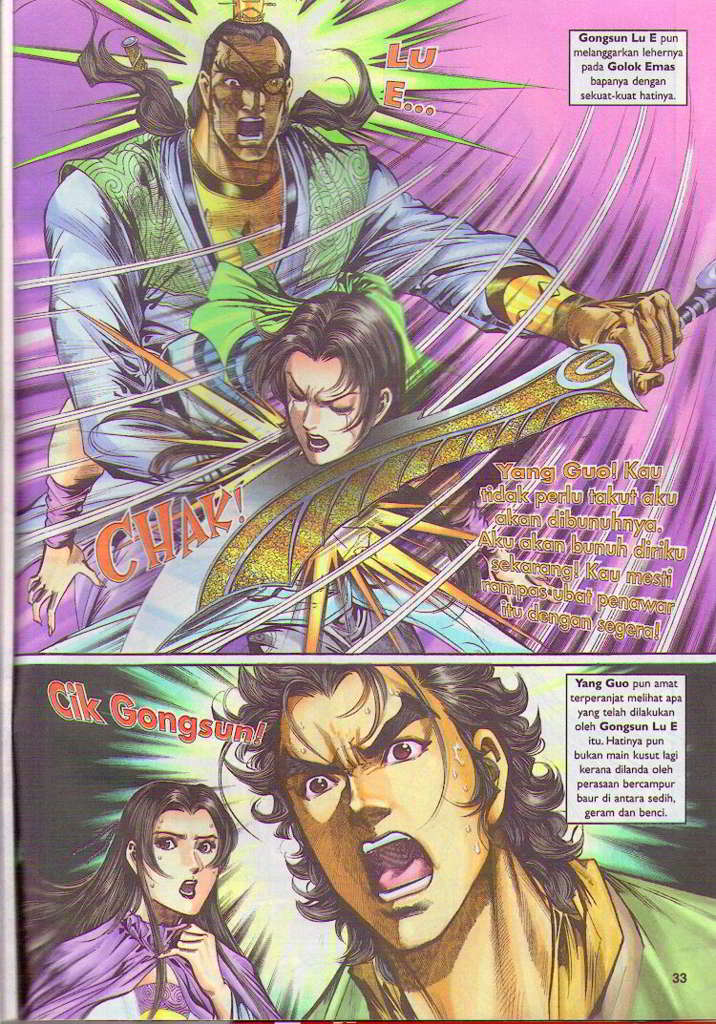 LU
E...
Gongsun Lu E pun
melanggarkan lehernya
pada Golok Emas
bapanya dengan
sekuat-kuat hatinya.
CHAK!
Yang Guo! Kau
tidak perlu takut aku
akan dibunuhnya.
Aku akan bunuh diriku
sekarang! Kau mesti
rampas ubat penawar
itu dengan segera!
Cik Gongsun!
Yang Guo pun amat
terperanjat melihat apa
yang telah dilakukan
oleh Gongsun Lu E
itu. Hatinya pun
bukan main kusut lagi
kerana dilanda oleh
perasaan bercampur
baur di antara sedih,
geram dan benci.
33